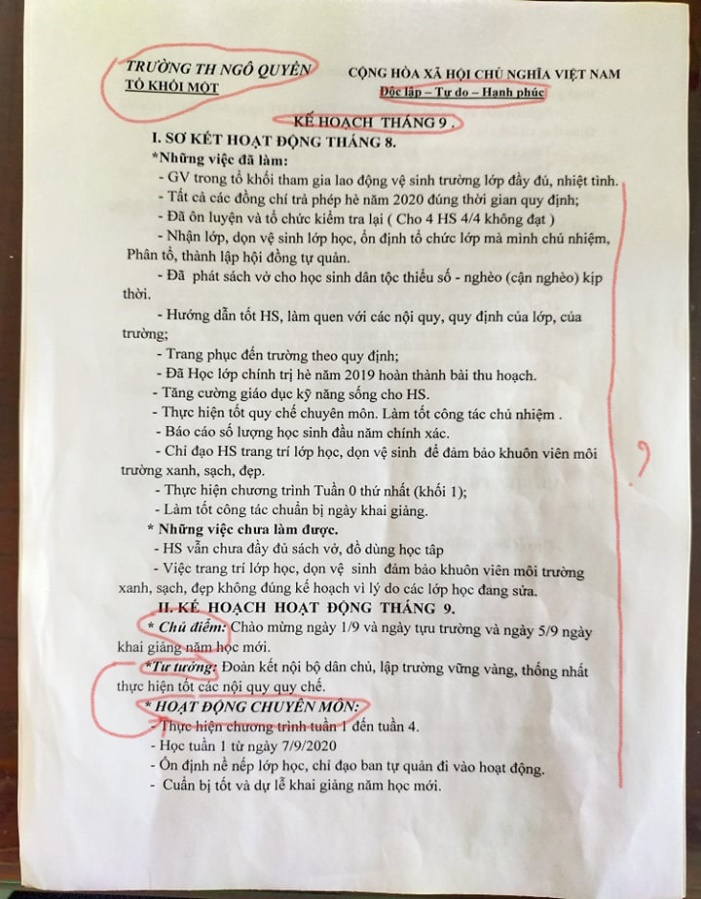 TRƯỜNG TH NGÔ QUYỀN
TỔ KHỐI MỘT
CỘNG HÒA XÃ HỘI CHỦ NGHĨA VIỆT NAM
Độc lập – Tự do – Hạnh phúc
KẾ HOẠCH THÁNG 9 .
I. SƠ KẾT HOẠT ĐỘNG THÁNG 8.
*Những việc đã làm:
- GV trong tổ khối tham gia lao động vệ sinh trường lớp đầy đủ, nhiệt tình.
- Tất cả các đồng chí trả phép hè năm 2020 đúng thời gian quy định;
- Đã ôn luyện và tổ chức kiểm tra lại ( Cho 4 HS 4/4 không đạt )
- Nhận lớp, dọn vệ sinh lớp học, ổn định tổ chức lớp mà mình chủ nhiệm,
Phân tổ, thành lập hội đồng tự quản.
- Đã phát sách vở cho học sinh dân tộc thiểu số - nghèo (cận nghèo) kịp
thời.
- Hướng dẫn tốt HS, làm quen với các nội quy, quy định của lớp, của
trường;
- Trang phục đến trường theo quy định;
- Đã Học lớp chính trị hè năm 2019 hoàn thành bài thu hoạch.
- Tăng cường giáo dục kỹ năng sống cho HS.
- Thực hiện tốt quy chế chuyên môn. Làm tốt công tác chủ nhiệm .
- Báo cáo số lượng học sinh đầu năm chính xác.
- Chỉ đạo HS trang trí lớp học, dọn vệ sinh để đảm bảo khuôn viên môi
trường xanh, sạch, đẹp.
- Thực hiện chương trình Tuần 0 thứ nhất (khối 1);
- Làm tốt công tác chuẩn bị ngày khai giảng.
* Những việc chưa làm được.
- HS vẫn chưa đầy đủ sách vở, đồ dùng học tâp
- Việc trang trí lớp học, dọn vệ sinh đảm bảo khuôn viên môi trường
xanh, sạch, đẹp không đúng kế hoạch vì lý do các lớp học đang sửa.
II. KẾ HOẠCH HOẠT ĐỘNG THÁNG 9.
* Chủ điểm: Chào mừng ngày 1/9 và ngày tựu trường và ngày 5/9 ngày
khai giảng năm học mới.
*Tư tưởng: Đoàn kết nội bộ dân chủ, lập trường vững vàng, thống nhất
thực hiện tốt các nội quy quy chế.
* HOẠT ĐỘNG CHUYÊN MÔN:
- Thực hiện chương trình tuần 1 đến tuần 4.
- Học tuần 1 từ ngày 7/9/2020
- Ôn định nề nếp lớp học, chỉ đạo ban tự quản đi vào hoạt động.
- Cuẩn bị tốt và dự lễ khai giảng năm học mới.
?